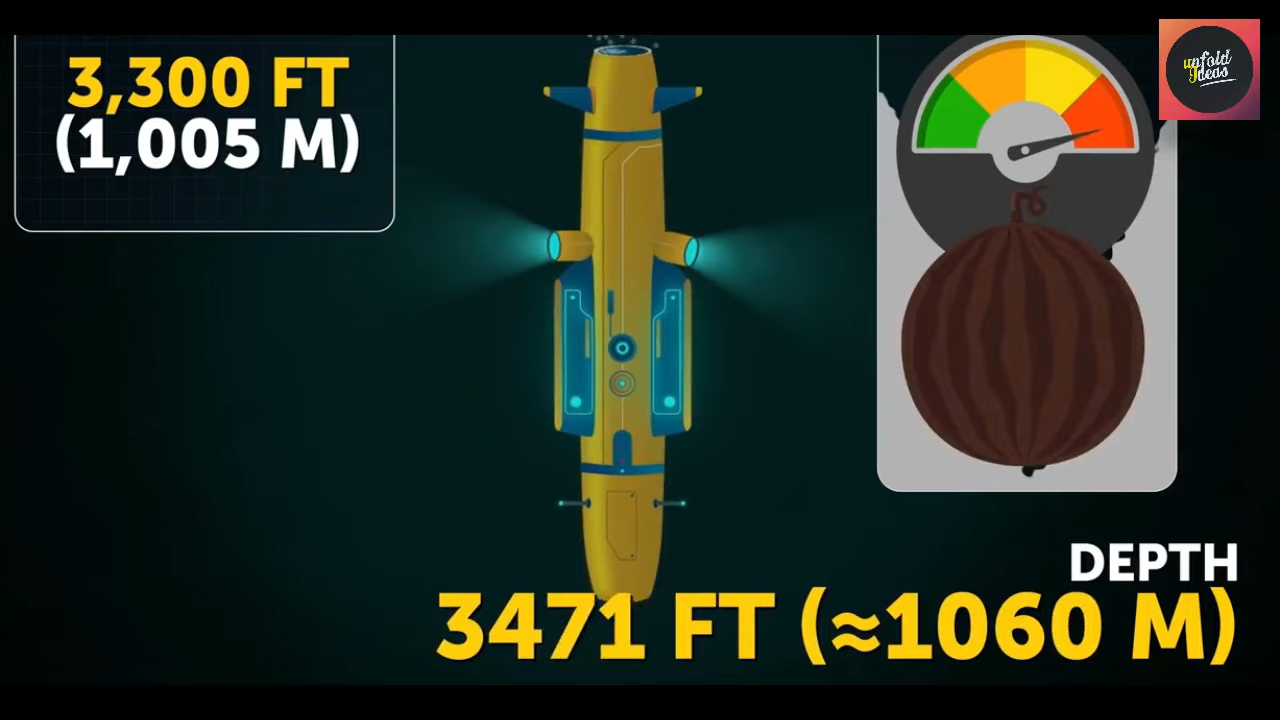 3,300 FT
(1,005 M)
unfold
Ideas
DEPTH
3471 FT (≈1060 M)